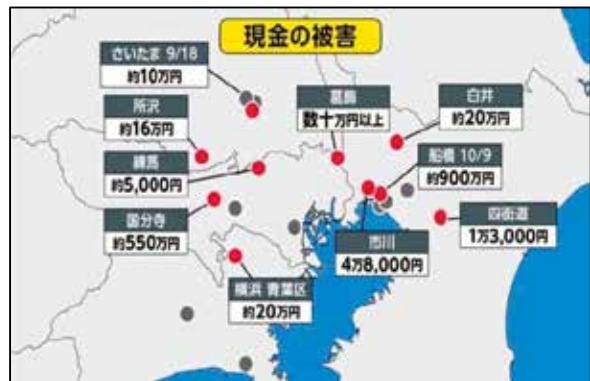 現金の被害
さいたま 9/18
約10万円
所沢
約16万円
練馬
約5,000円
国分寺
約550万円
横浜 青葉区
約20万円
葛飾
数十万円以上
白井
約20万円
船橋 10/9
約900万円
市川
4万8,000円
四街道
1万3,000円